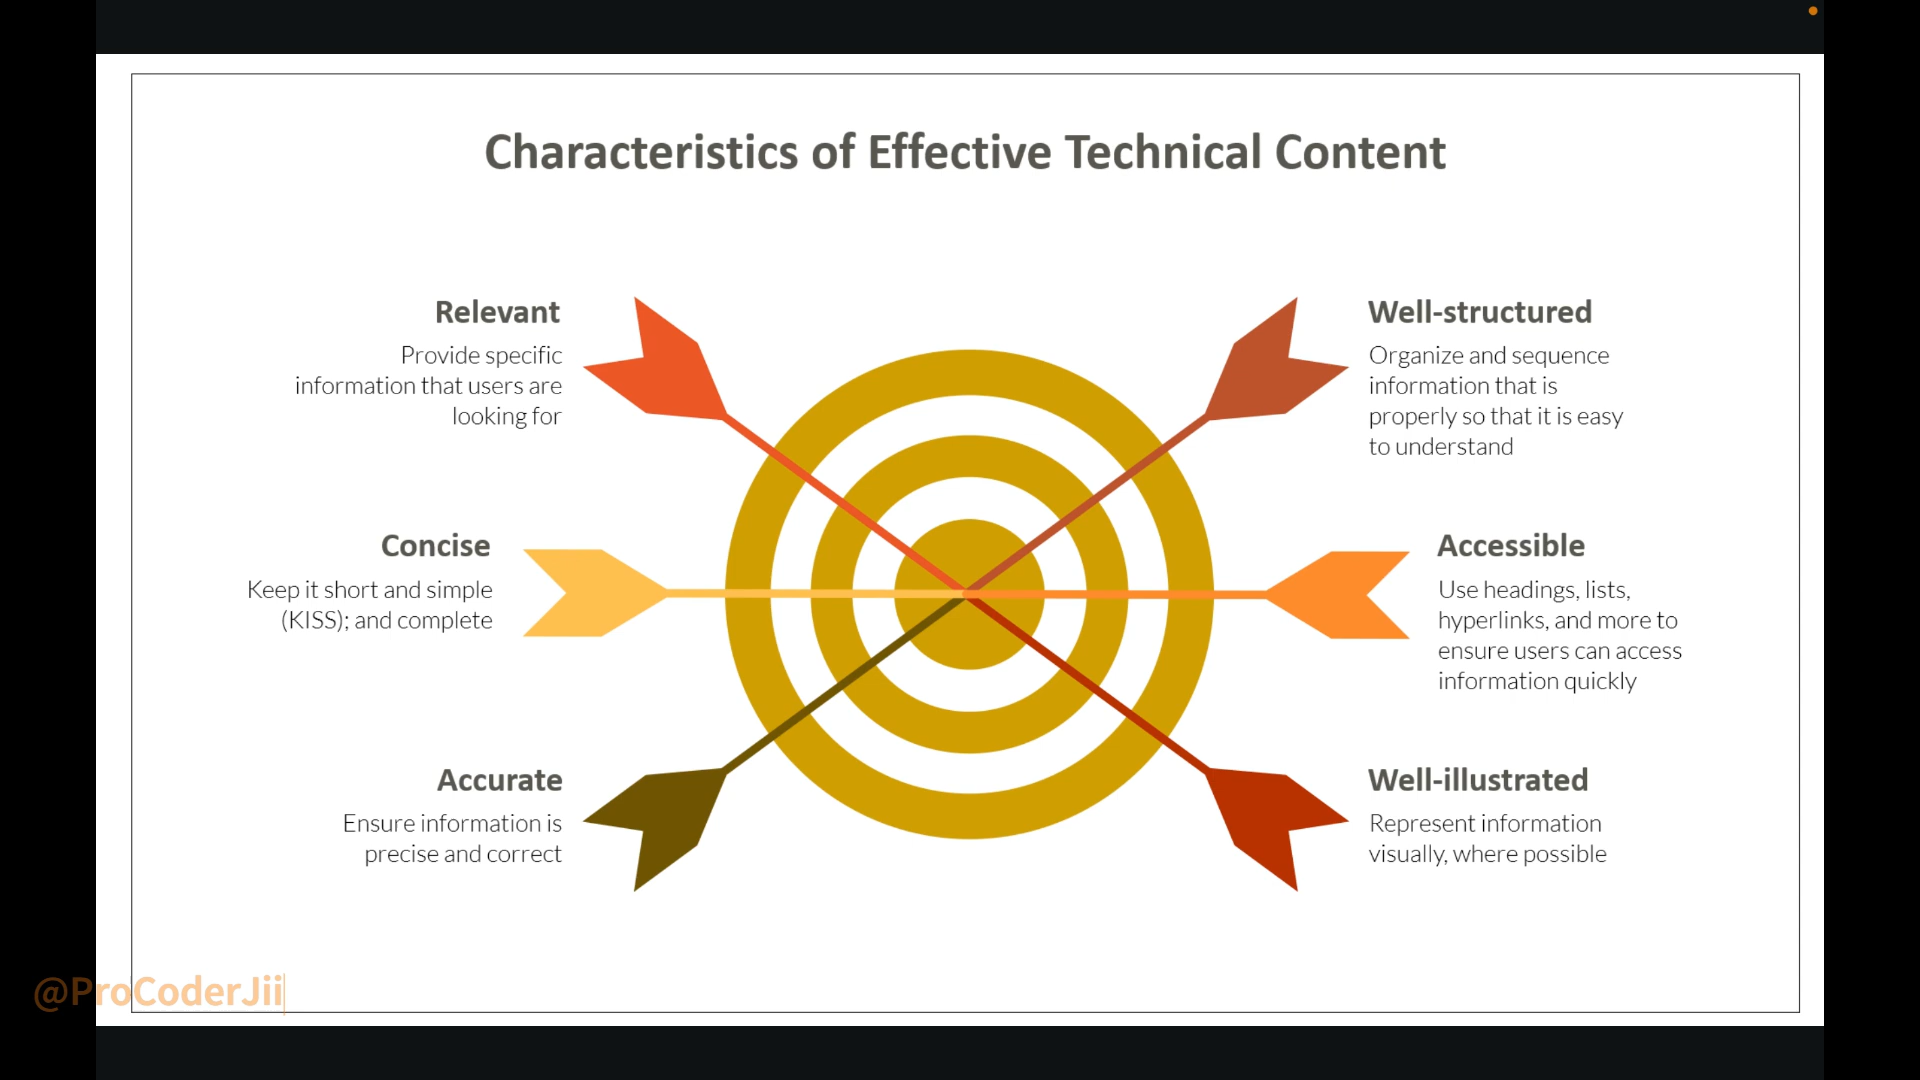 Characteristics of Effective Technical Content
Relevant
Provide specific
information that users are
looking for
Concise
Keep it short and simple
(KISS); and complete
Accurate
Ensure information is
precise and correct
Well-structured
Organize and sequence
information that is
properly so that it is easy
to understand
Accessible
Use headings, lists,
hyperlinks, and more to
ensure users can access
information quickly
Well-illustrated
Represent information
visually, where possible
@ProCoderJii